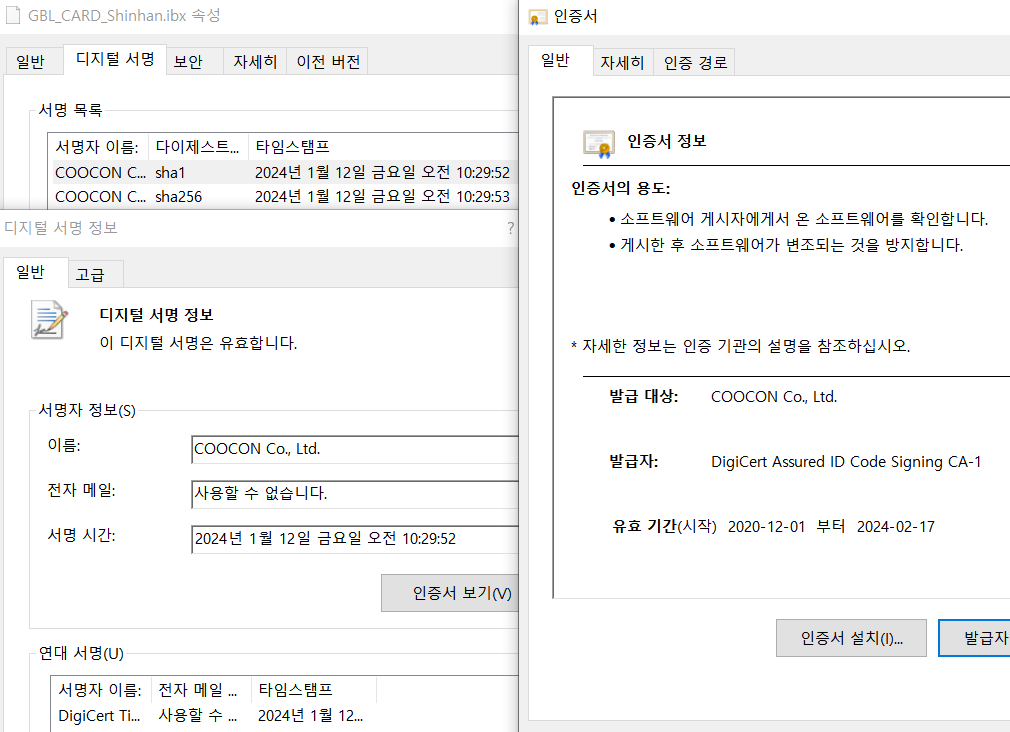 GBL_CARD_Shinhan.ibx 속성
일반 디지털 서명 보안 자세히 이전 버전
서명 목록
서명자 이름: 다이제스트... 타임스탬프
COOCON C... sha1 2024년 1월 12일 금요일 오전 10:29:52
COOCON C... sha256 2024년 1월 12일 금요일 오전 10:29:53
디지털 서명 정보 ?
일반 고급
디지털 서명 정보
이 디지털 서명은 유효합니다.
서명자 정보(S)
이름: COOCON Co., Ltd.
전자 메일: 사용할 수 없습니다.
서명 시간: 2024년 1월 12일 금요일 오전 10:29:52
인증서 보기(V)
연대 서명(U)
서명자 이름: 전자 메일 ... 타임스탬프
DigiCert Ti... 사용할 수 ... 2024년 1월 12...
인증서
일반 자세히 인증 경로
인증서 정보
인증서의 용도:
• 소프트웨어 게시자에게서 온 소프트웨어를 확인합니다.
• 게시한 후 소프트웨어가 변조되는 것을 방지합니다.
* 자세한 정보는 인증 기관의 설명을 참조하십시오.
발급 대상: COOCON Co., Ltd.
발급자: DigiCert Assured ID Code Signing CA-1
유효 기간(시작) 2020-12-01 부터 2024-02-17
인증서 설치(I)... 발급자